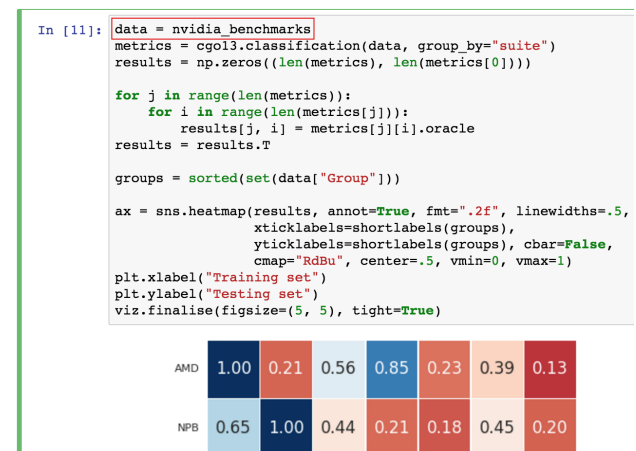 In [11]: data = nvidia_benchmarks
metrics = cgo13.classification(data, group_by="suite")
results = np.zeros((len(metrics), len(metrics[0])))
for j in range(len(metrics)):
for i in range(len(metrics[j])):
results[j, i] = metrics[j][i].oracle
results = results.T
groups = sorted(set(data["Group"]))
ax = sns.heatmap(results, annot=True, fmt=".2f", linewidths=.5,
xticklabels=shortlabels(groups),
yticklabels=shortlabels(groups), cbar=False,
cmap="RdBu", center=.5, vmin=0, vmax=1)
plt.xlabel("Training set")
plt.ylabel("Testing set")
viz.finalise(figsize=(5, 5), tight=True)
AMD 1.00 0.21 0.56 0.85 0.23 0.39 0.13
NPB 0.65 1.00 0.44 0.21 0.18 0.45 0.20